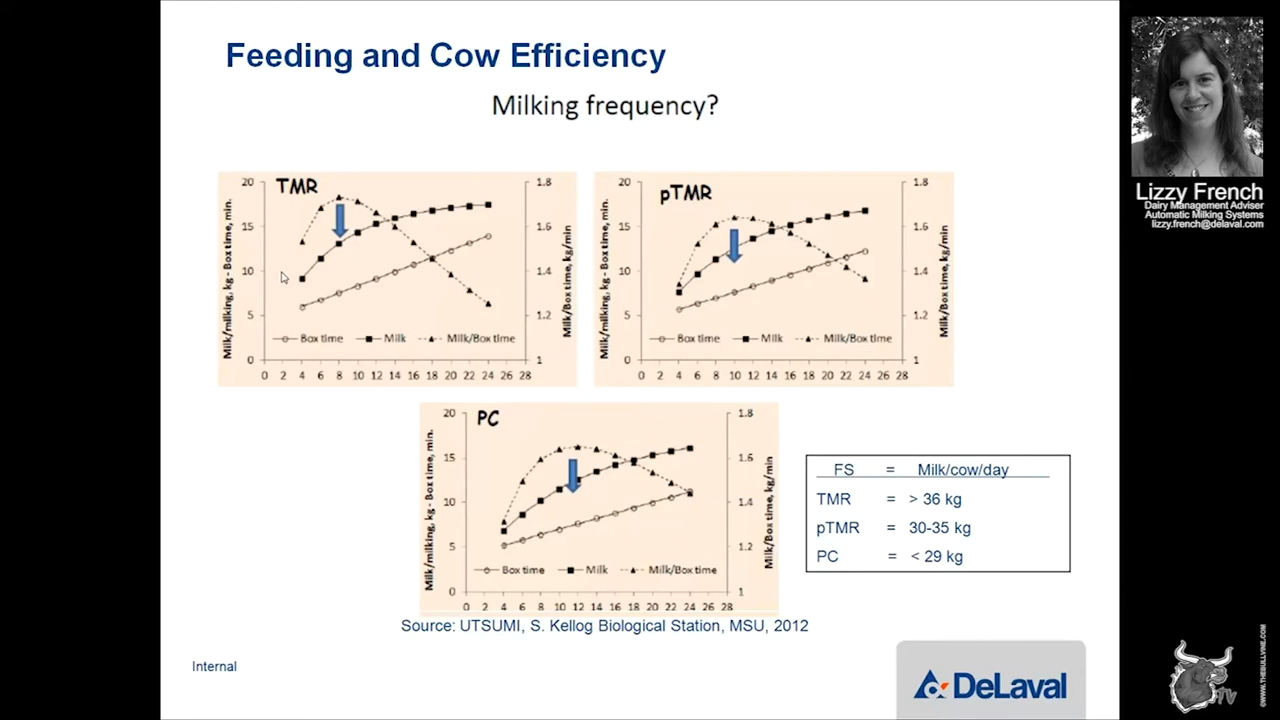 Feeding and Cow Efficiency
Milking frequency?
TMR
20
15
10
5
0
1.8
1.6
1.4
1.2
1
Milk/milking, kg - Box time, min.
Milk/Box time, kg/min
Box time Milk Milk/Box time
0 2 4 6 8 10 12 14 16 18 20 22 24 26 28
pTMR
20
15
10
5
0
1.8
1.6
1.4
1.2
1
Milk/milking, kg - Box time, min.
Milk/Box time, kg/min
Box time Milk Milk/Box time
0 2 4 6 8 10 12 14 16 18 20 22 24 26 28
PC
20
15
10
5
0
1.8
1.6
1.4
1.2
1
Milk/milking, kg - Box time, min.
Milk/Box time, kg/min
Box time Milk Milk/Box time
0 2 4 6 8 10 12 14 16 18 20 22 24 26 28
FS = Milk/cow/day
TMR = > 36 kg
pTMR = 30-35 kg
PC = < 29 kg
Source: UTSUMI, S. Kellog Biological Station, MSU, 2012
Internal
DeLaval
Lizzy French
Dairy Management Adviser
Automatic Milking Systems
lizzy.french@delaval.com
TV
©WWW.THEBULLVINE.COM